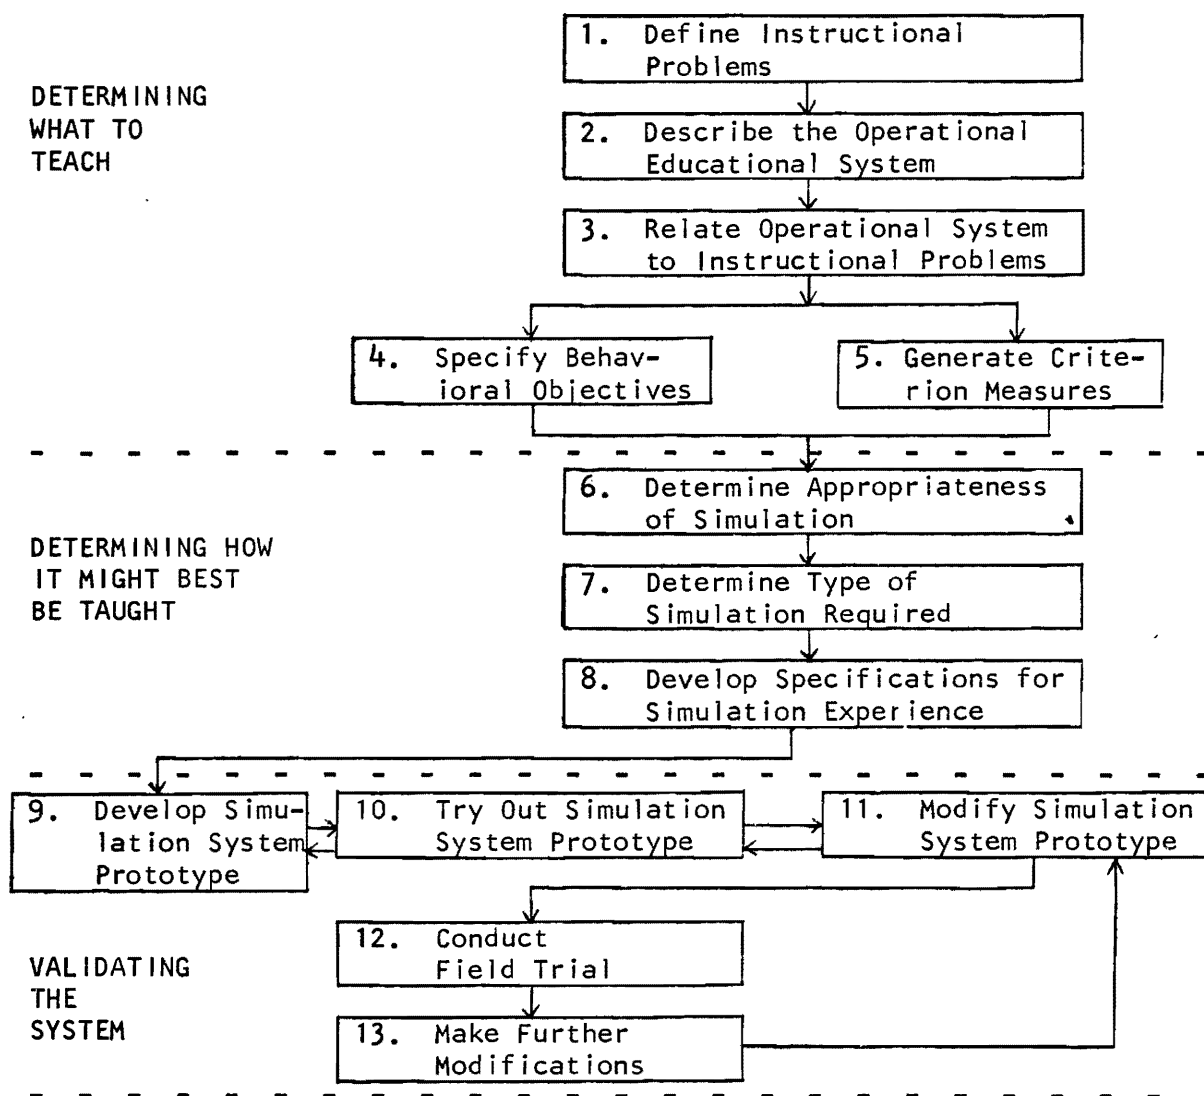 DETERMINING
WHAT TO
TEACH
1. Define Instructional
Problems
2. Describe the Operational
Educational System
3. Relate Operational System
to Instructional Problems
4. Specify Behav-
ioral Objectives
5. Generate Crite-
rion Measures
DETERMINING HOW
IT MIGHT BEST
BE TAUGHT
6. Determine Appropriateness
of Simulation
7. Determine Type of
Simulation Required
8. Develop Specifications for
Simulation Experience
9. Develop Simu-
lation System
Prototype
10. Try Out Simulation
System Prototype
11. Modify Simulation
System Prototype
VALIDATING
THE
SYSTEM
12. Conduct
Field Trial
13. Make Further
Modifications